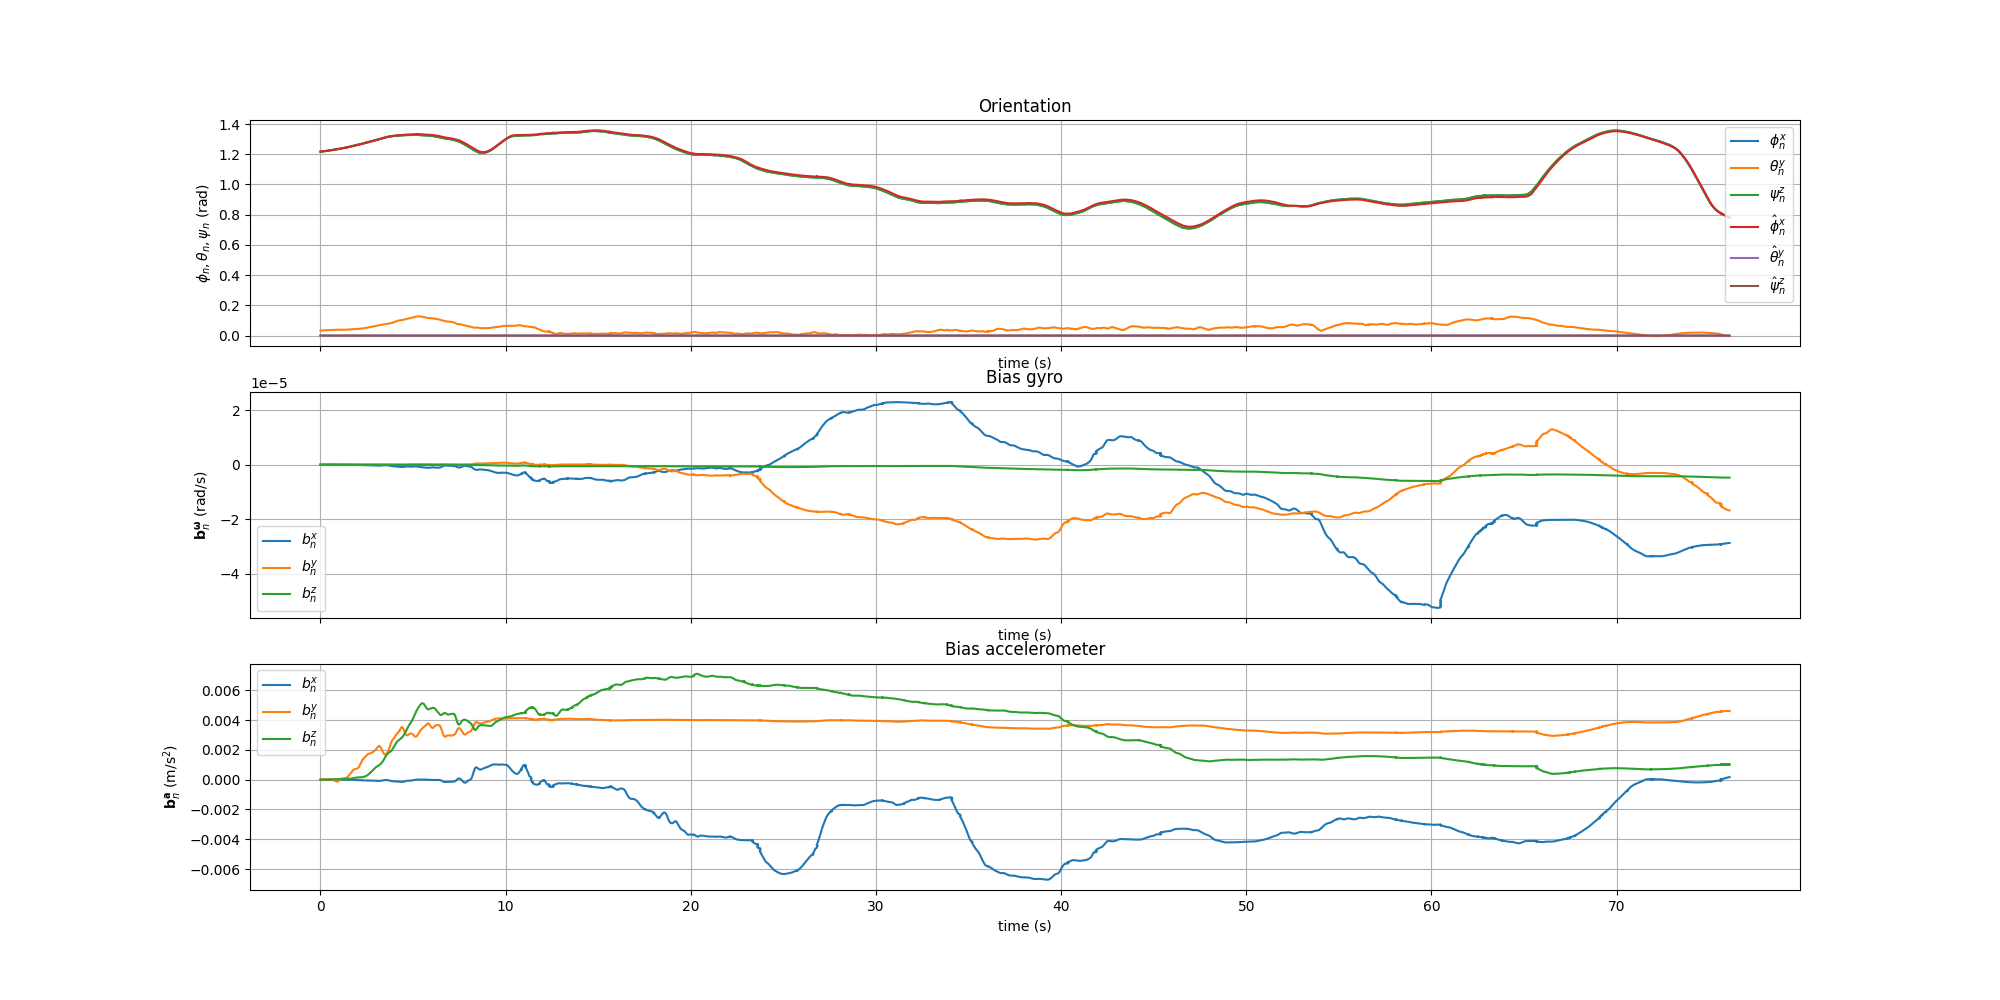 Orientation
1.4
1.2
1.0
0.8
0.6
0.4
0.2
0.0
ϕₙ, θₙ, ψₙ (rad)
ϕₙˣ
θₙʸ
ψₙᶻ
ϕ̂ₙˣ
θ̂ₙʸ
ψ̂ₙᶻ
time (s)
Bias gyro
1e−5
2
0
−2
−4
𝐛ₙ^𝛚 (rad/s)
bₙˣ
bₙʸ
bₙᶻ
time (s)
Bias accelerometer
0.006
0.004
0.002
0.000
−0.002
−0.004
−0.006
𝐛ₙ^𝐚 (m/s²)
bₙˣ
bₙʸ
bₙᶻ
0 10 20 30 40 50 60 70
time (s)